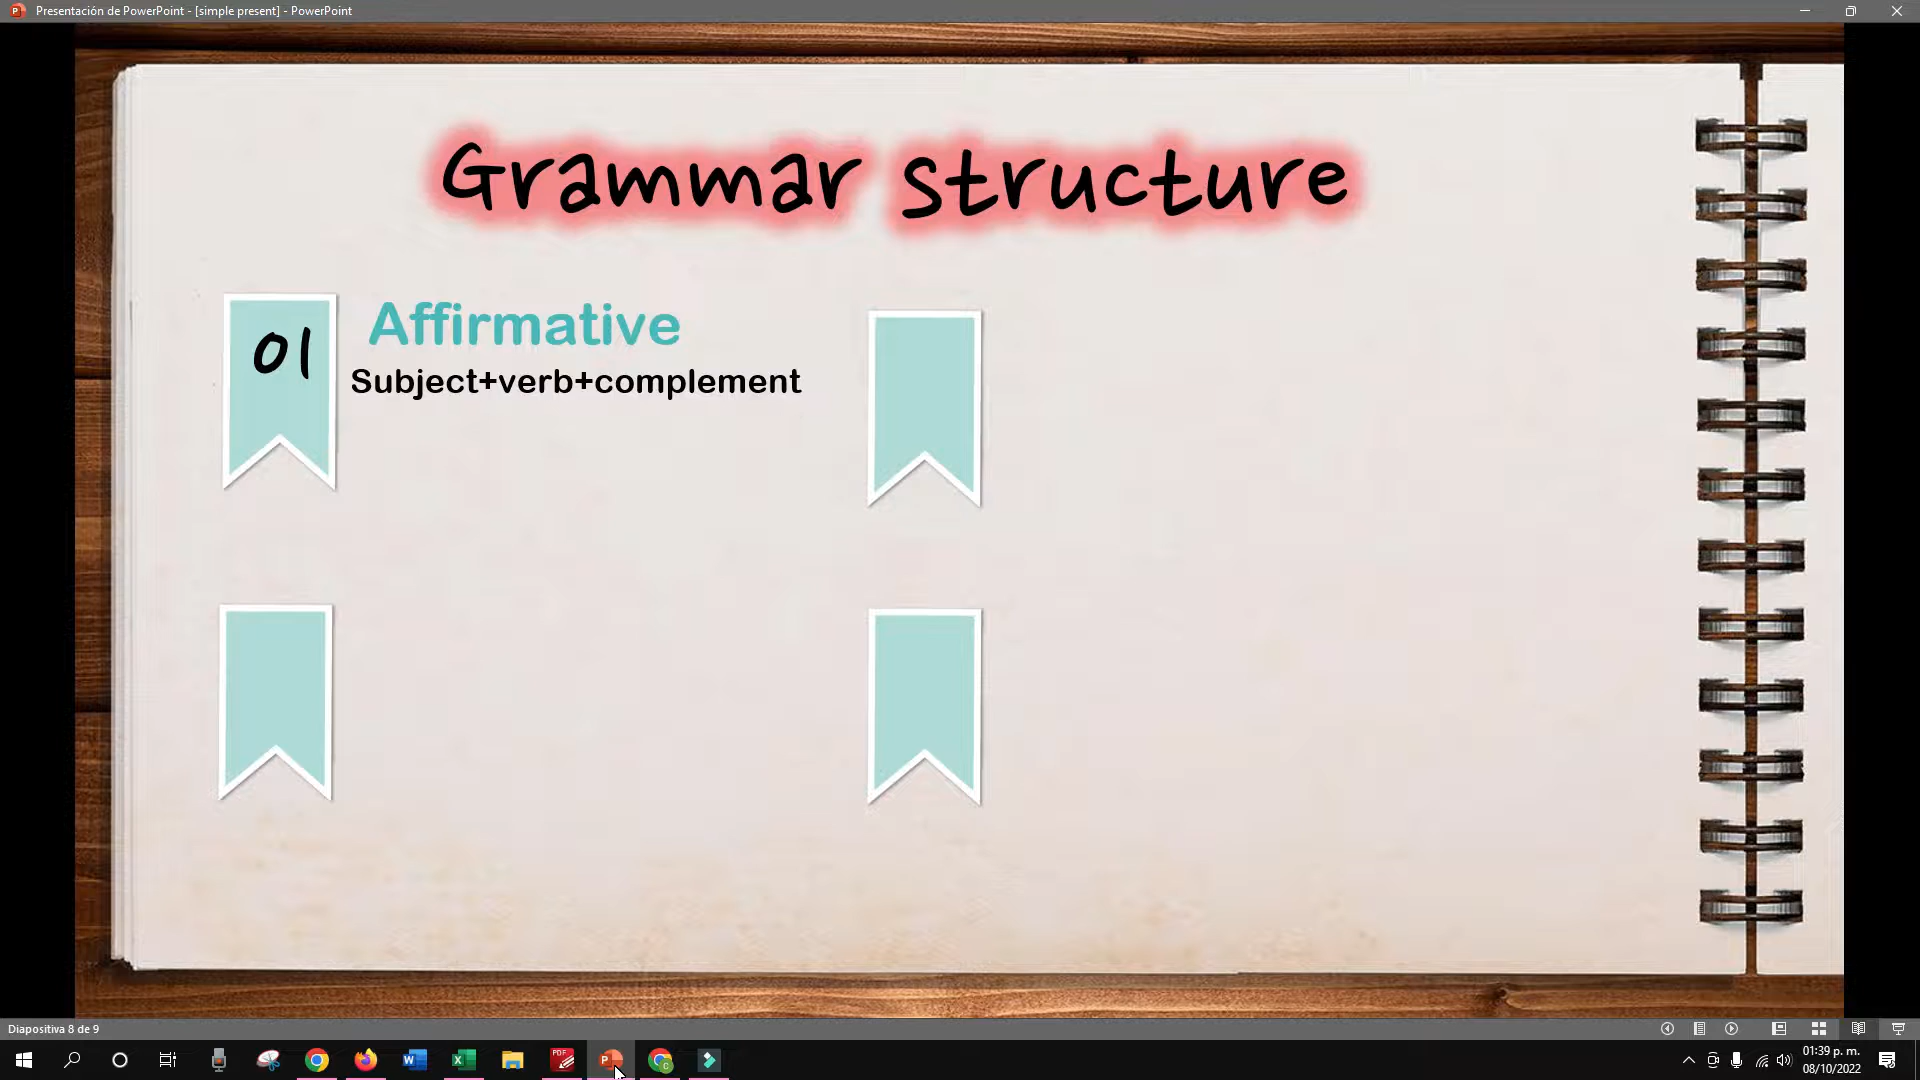 Presentación de PowerPoint - [simple present] - PowerPoint
Grammar structure
01
Affirmative
Subject+verb+complement
Diapositiva 8 de 9
PDF
01:39 p. m.
08/10/2022